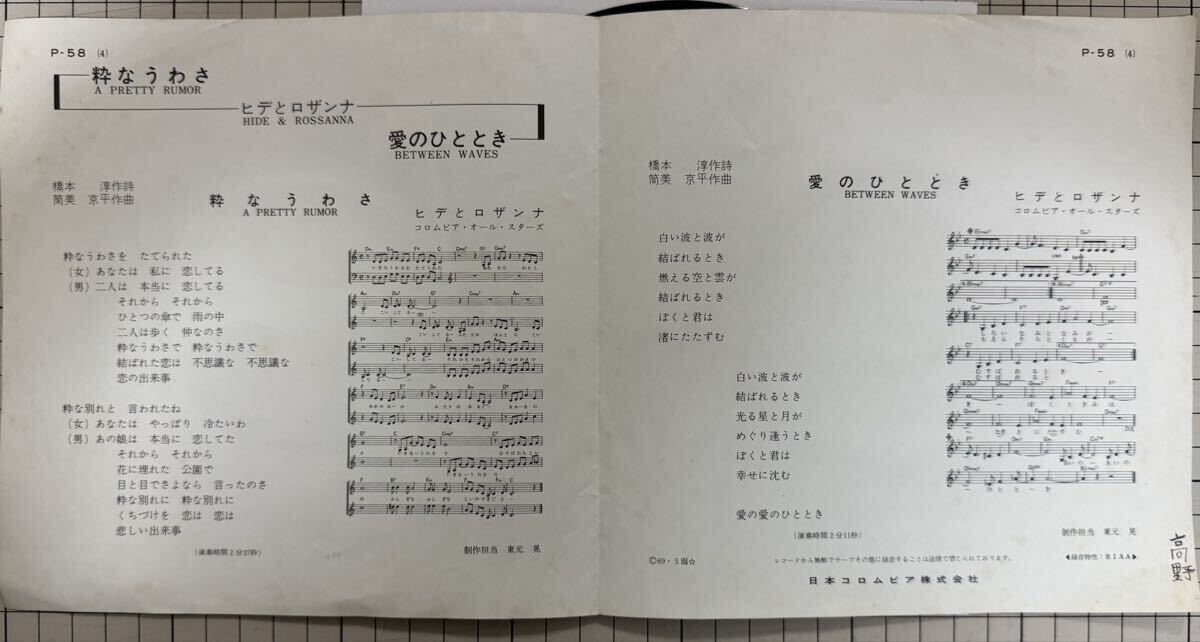 P-58 (4)
粋なうわさ
A PRETTY RUMOR
ヒデとロザンナ
HIDE & ROSSANNA
愛のひととき
BETWEEN WAVES
橋本 淳作詩
筒美 京平作曲
粋なうわさ
A PRETTY RUMOR
ヒデとロザンナ
コロムビア・オール・スターズ
粋なうわさを たてられた
(女) あなたは 私に 恋してる
(男) 二人は 本当に 恋してる
それから それから
ひとつの傘で 雨の中
二人は歩く 仲なのさ
粋なうわさで 粋なうわさで
結ばれた恋は 不思議な 不思議な
恋の出来事
粋な別れと 言われたね
(女) あなたは やっぱり 冷たいわ
(男) あの娘は 本当に 恋してた
それから それから
花に埋れた 公園で
目と目でさよなら 言ったのさ
粋な別れに 粋な別れに
くちづけを 恋は 恋は
悲しい出来事
(演奏時間2分37秒)
制作担当 東元 晃
P-58 (4)
橋本 淳作詩
筒美 京平作曲
愛のひととき
BETWEEN WAVES
ヒデとロザンナ
コロムビア・オール・スターズ
白い波と波が
結ばれるとき
燃える空と雲が
結ばれるとき
ぼくと君は
渚にたたずむ
白い波と波が
結ばれるとき
光る星と月が
めぐり逢うとき
ぼくと君は
幸せに沈む
愛の愛のひととき
(演奏時間2分11秒)
制作担当 東元 晃
Ⓒ69・5
レコードから無断でテープその他に録音することは法律で禁じられております。
◀録音特性:RIAA▶
日本コロムビア株式会社
高野